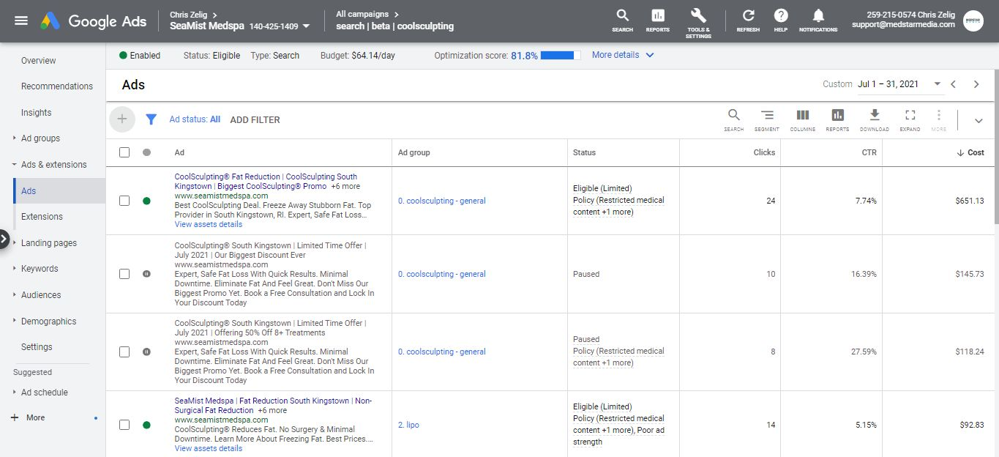 Google Ads
Chris Zelig
SeaMist Medspa 140-425-1409
All campaigns
search | beta | coolsculpting
SEARCH
REPORTS
TOOLS &
SETTINGS
REFRESH
HELP
NOTIFICATIONS
259-215-0574 Chris Zelig
support@medstarmedia.com
Overview
Recommendations
Insights
Ad groups
Ads & extensions
Ads
Extensions
Landing pages
Keywords
Audiences
Demographics
Settings
Suggested
Ad schedule
More
Enabled
Status: Eligible
Type: Search
Budget: $64.14/day
Optimization score: 81.8%
More details
Ads
Custom Jul 1 – 31, 2021
Ad status: All
ADD FILTER
SEARCH
SEGMENT
COLUMNS
REPORTS
DOWNLOAD
EXPAND
MORE
Ad
Ad group
Status
Clicks
CTR
Cost
CoolSculpting® Fat Reduction | CoolSculpting South
Kingstown | Biggest CoolSculpting® Promo +6 more
www.seamistmedspa.com
Best CoolSculpting Deal. Freeze Away Stubborn Fat. Top
Provider in South Kingstown, RI. Expert, Safe Fat Loss…
View assets details
0. coolsculpting - general
Eligible (Limited)
Policy (Restricted medical
content +1 more)
24
7.74%
$651.13
CoolSculpting® South Kingstown | Limited Time Offer |
July 2021 | Our Biggest Discount Ever
www.seamistmedspa.com
Expert, Safe Fat Loss With Quick Results. Minimal
Downtime. Eliminate Fat And Feel Great. Don't Miss Our
Biggest Promo Yet. Book a Free Consultation and Lock In
Your Discount Today
0. coolsculpting - general
Paused
10
16.39%
$145.73
CoolSculpting® South Kingstown | Limited Time Offer |
July 2021 | Offering 50% Off 8+ Treatments
www.seamistmedspa.com
Expert, Safe Fat Loss With Quick Results. Minimal
Downtime. Eliminate Fat And Feel Great. Don't Miss Our
Biggest Promo Yet. Book a Free Consultation and Lock In
Your Discount Today
0. coolsculpting - general
Paused
Policy (Restricted medical
content +1 more)
8
27.59%
$118.24
SeaMist Medspa | Fat Reduction South Kingstown | Non-
Surgical Fat Reduction +6 more
www.seamistmedspa.com
CoolSculpting® Reduces Fat. No Surgery & Minimal
Downtime. Learn More About Freezing Fat. Best Prices.…
View assets details
2. lipo
Eligible (Limited)
Policy (Restricted medical
content +1 more), Poor ad
strength
14
5.15%
$92.83